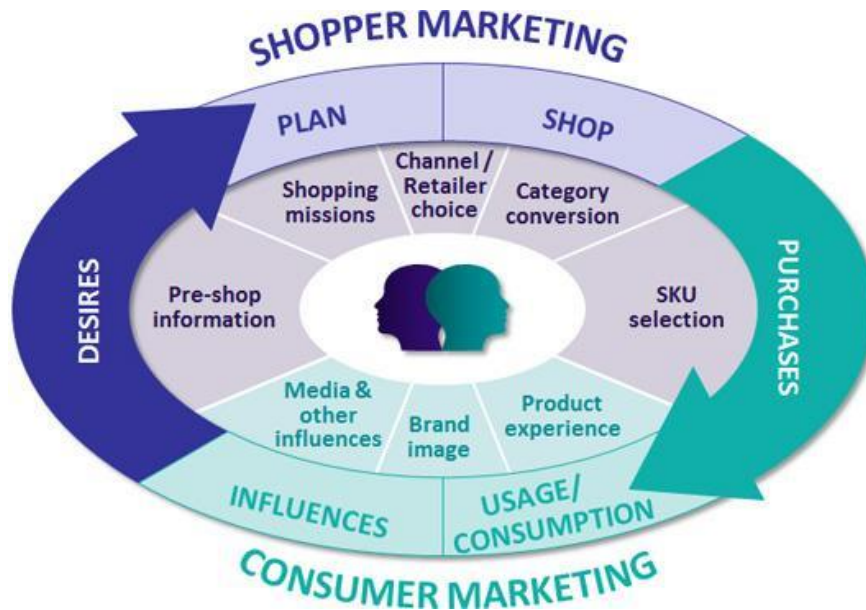 SHOPPER MARKETING
PLAN
SHOP
Shopping
missions
Channel /
Retailer
choice
Category
conversion
DESIRES
Pre-shop
information
SKU
selection
PURCHASES
Media &
other
influences
Brand
image
Product
experience
INFLUENCES
USAGE/
CONSUMPTION
CONSUMER MARKETING